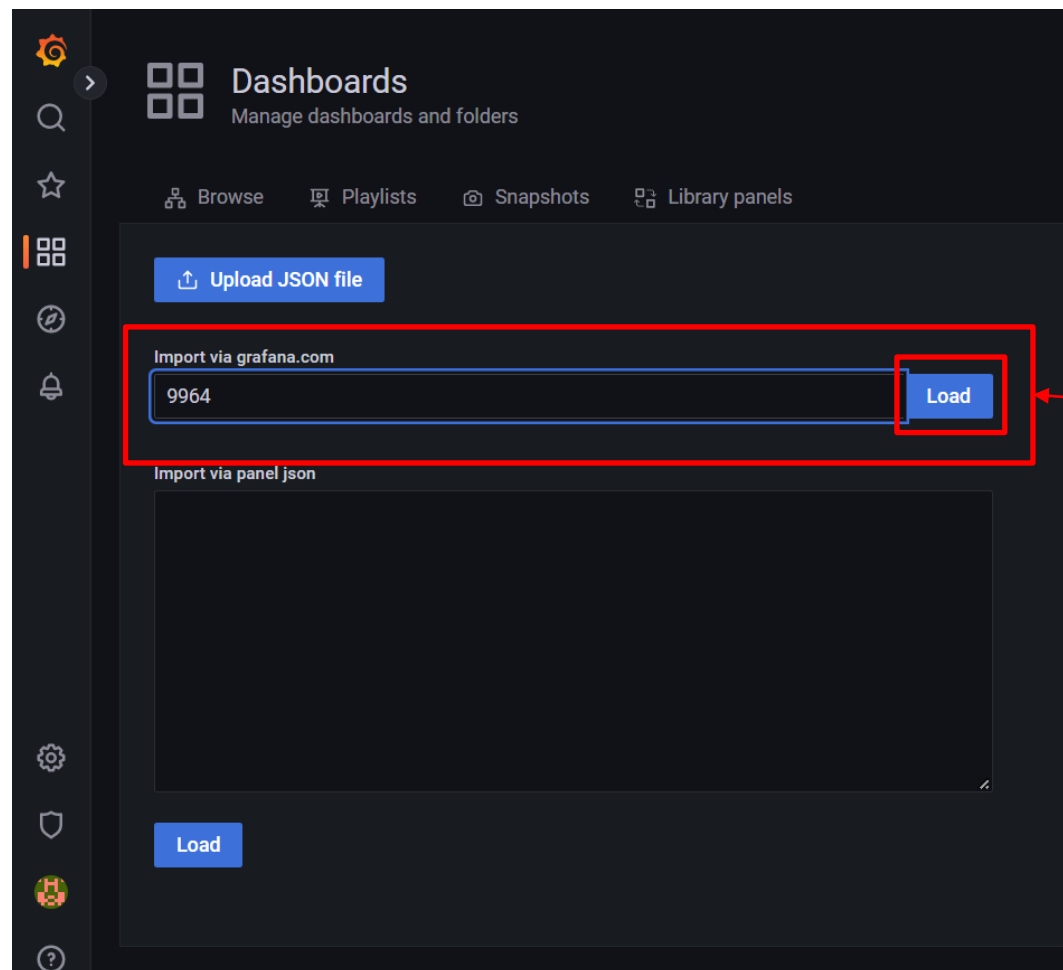 Dashboards
Manage dashboards and folders
Browse Playlists Snapshots Library panels
Upload JSON file
Import via grafana.com
9964 Load
Import via panel json
Load